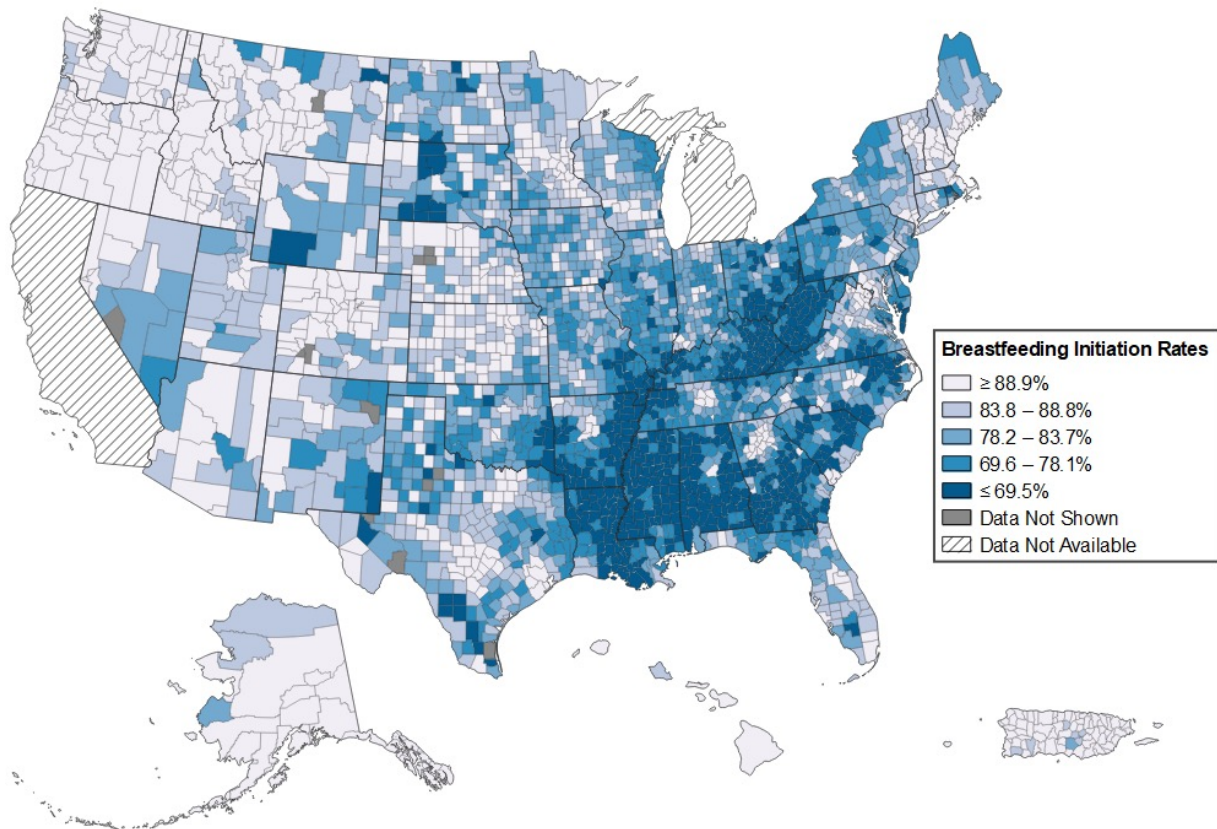 Breastfeeding Initiation Rates
≥ 88.9%
83.8 – 88.8%
78.2 – 83.7%
69.6 – 78.1%
≤ 69.5%
Data Not Shown
Data Not Available